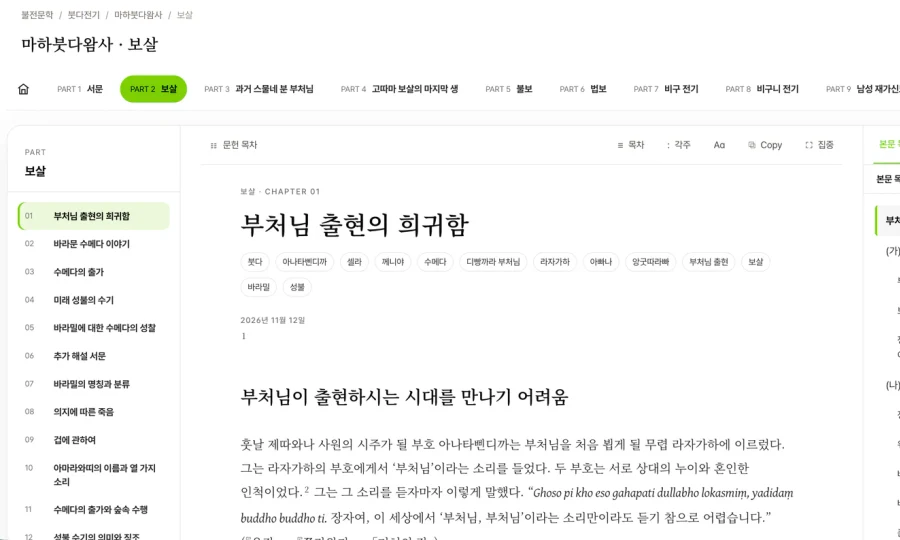 불전문학 / 붓다전기 / 마하붓다왐사 / 보살
마하붓다왐사 · 보살
PART 1 서문 PART 2 보살 PART 3 과거 스물네 분 부처님 PART 4 고따마 보살의 마지막 생 PART 5 불보 PART 6 법보 PART 7 비구 전기 PART 8 비구니 전기 PART 9 남성 재가신
PART
보살
01 부처님 출현의 희귀함
02 바라문 수메다 이야기
03 수메다의 출가
04 미래 성불의 수기
05 바라밀에 대한 수메다의 성찰
06 추가 해설 서문
07 바라밀의 명칭과 분류
08 의지에 따른 죽음
09 겁에 관하여
10 아마라와띠의 이름과 열 가지
소리
11 수메다의 출가와 숲속 수행
12 성불 수기의 의미와 징조
문헌 목차
목차 각주 Aa Copy 집중
보살 · CHAPTER 01
부처님 출현의 희귀함
붓다 아나타삔디까 셀라 께니야 수메다 디빵까라 부처님 라자가하 아빠나 앙굿따라빠 부처님 출현 보살
바라밀 성불
2026년 11월 12일
1
부처님이 출현하시는 시대를 만나기 어려움
훗날 제따와나 사원의 시주가 될 부호 아나타삔디까는 부처님을 처음 뵙게 될 무렵 라자가하에 이르렀다.
그는 라자가하의 부호에게서 ‘부처님’이라는 소리를 들었다. 두 부호는 서로 상대의 누이와 혼인한
인척이었다.2 그는 그 소리를 듣자마자 이렇게 말했다. “Ghoso pi kho eso gahapati dullabho lokasmiṃ, yadidaṃ
buddho buddho ti. 장자여, 이 세상에서 ‘부처님, 부처님’이라는 소리만이라도 듣기 참으로 어렵습니다.”
본문
본문 목
부처
(가)
(나)